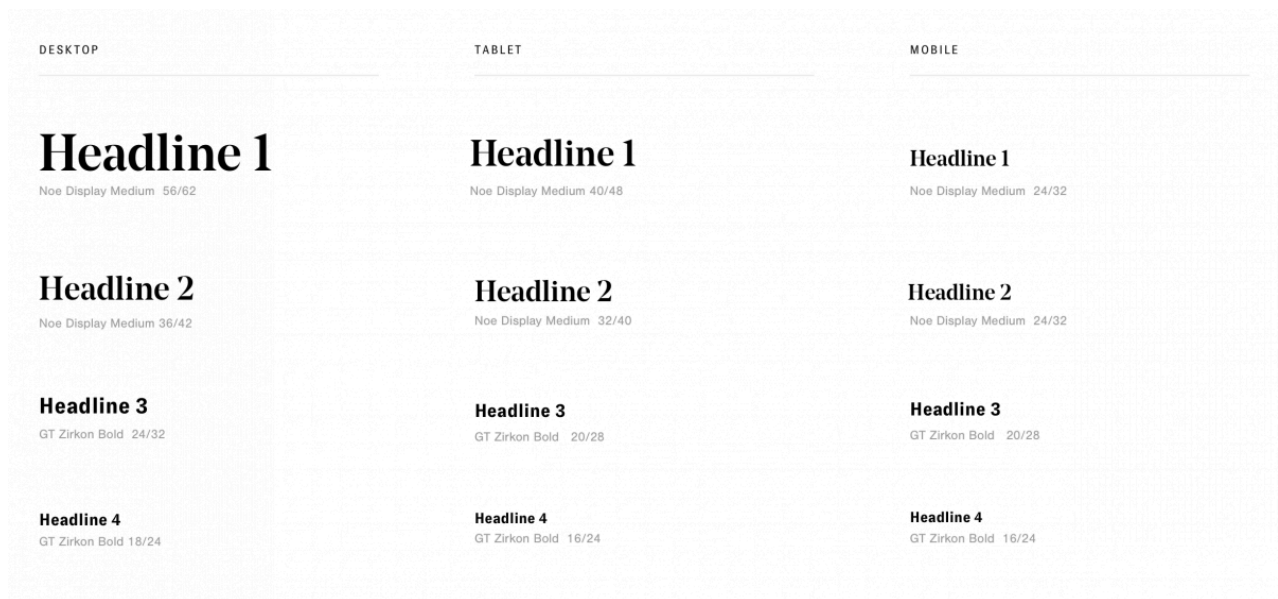 DESKTOP
Headline 1
Noe Display Medium 56/62
Headline 2
Noe Display Medium 36/42
Headline 3
GT Zirkon Bold 24/32
Headline 4
GT Zirkon Bold 18/24
TABLET
Headline 1
Noe Display Medium 40/48
Headline 2
Noe Display Medium 32/40
Headline 3
GT Zirkon Bold 20/28
Headline 4
GT Zirkon Bold 16/24
MOBILE
Headline 1
Noe Display Medium 24/32
Headline 2
Noe Display Medium 24/32
Headline 3
GT Zirkon Bold 20/28
Headline 4
GT Zirkon Bold 16/24